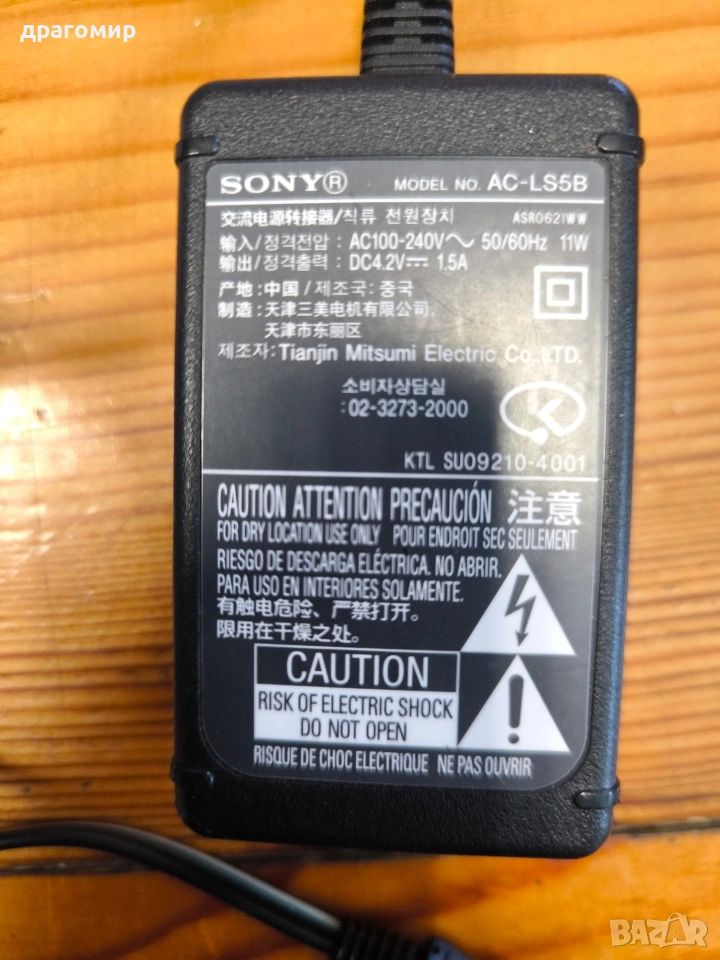 драгомир
SONY® MODEL NO. AC-LS5B
交流电源转接器/직류 전원장치 ASR0621WW
输入/정격전압 : AC100-240V～ 50/60Hz 11W
输出/정격출력 : DC4.2V⎓ 1.5A
产地 : 中国 / 제조국: 중국
制造 : 天津三美电机有限公司.
天津市东丽区
제조자: Tianjin Mitsumi Electric Co.,LTD.
소비자상담실
: 02-3273-2000
KTL SU09210-4001
CAUTION ATTENTION PRECAUCIÓN 注意
FOR DRY LOCATION USE ONLY POUR ENDROIT SEC SEULEMENT
RIESGO DE DESCARGA ELÉCTRICA. NO ABRIR.
PARA USO EN INTERIORES SOLAMENTE.
有触电危险、严禁打开。
限用在干燥之处。
CAUTION
RISK OF ELECTRIC SHOCK
DO NOT OPEN
RISQUE DE CHOC ELECTRIQUE NE PAS OUVRIR
BAZAR